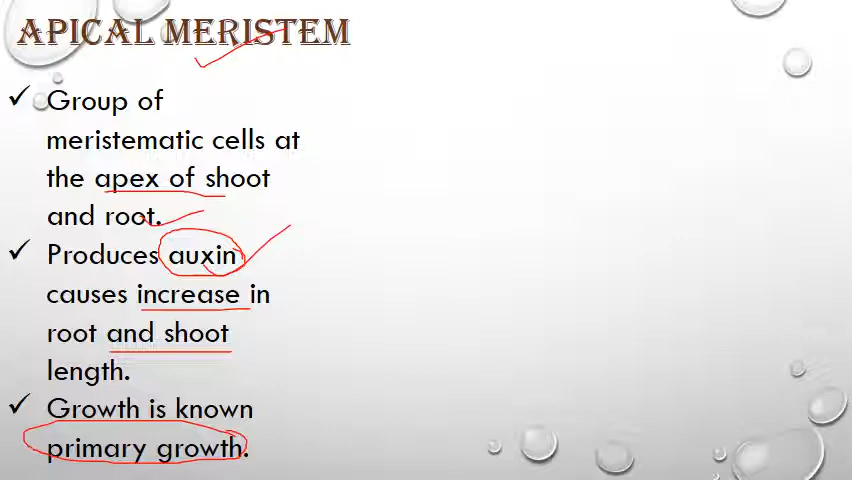 APICAL MERISTEM
✓ Group of
meristematic cells at
the apex of shoot
and root.
✓ Produces auxin
causes increase in
root and shoot
length.
✓ Growth is known
primary growth.